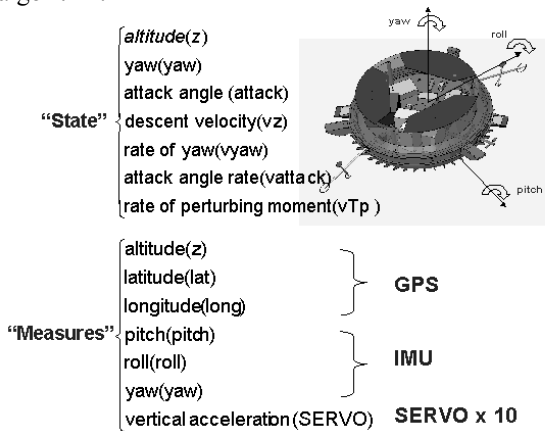 altitude(z)
yaw(yaw)
attack angle (attack)
"State"
descent velocity(vz)
rate of yaw(vyaw)
attack angle rate(vattack)
rate of perturbing moment(vTp )
yaw
roll
pitch
altitude(z)
latitude(lat)
GPS
longitude(long)
"Measures"
pitch(pitch)
roll(roll)
IMU
yaw(yaw)
vertical acceleration(SERVO)
SERVO x 10